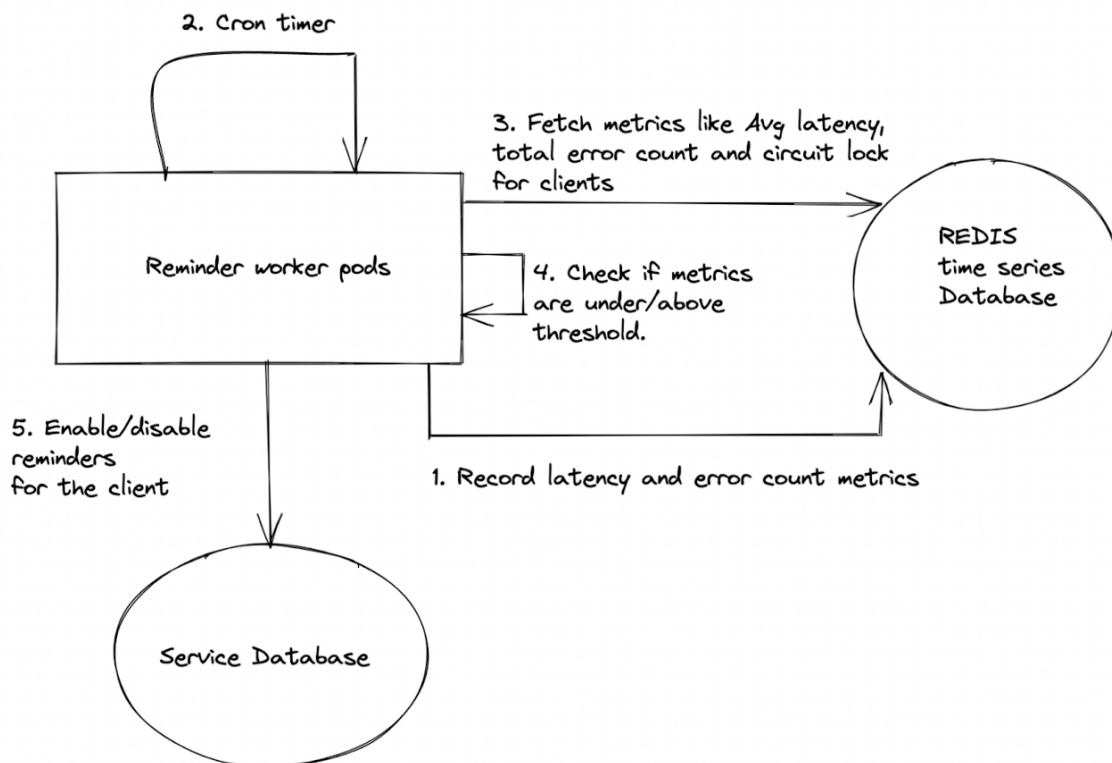 2. Cron timer
3. Fetch metrics like Avg latency,
total error count and circuit lock
for clients
Reminder worker pods
REDIS
time series
Database
4. Check if metrics
are under/above
threshold.
5. Enable/disable
reminders
for the client
1. Record latency and error count metrics
Service Database